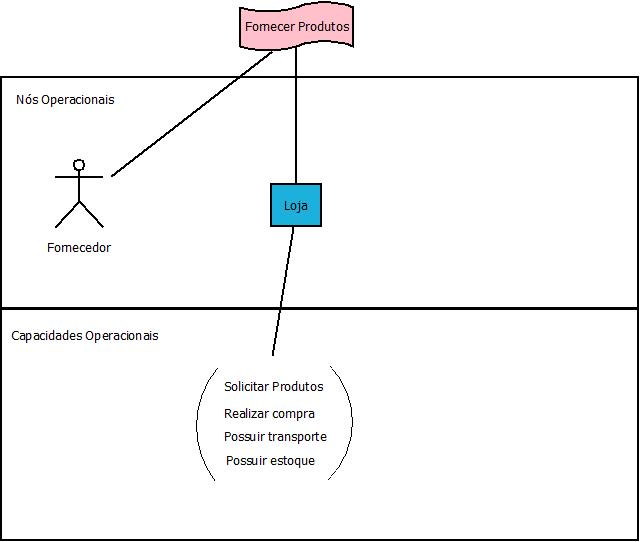 Fornecer Produtos
Nós Operacionais
Loja
Fornecedor
Capacidades Operacionais
Solicitar Produtos
Realizar compra
Possuir transporte
Possuir estoque